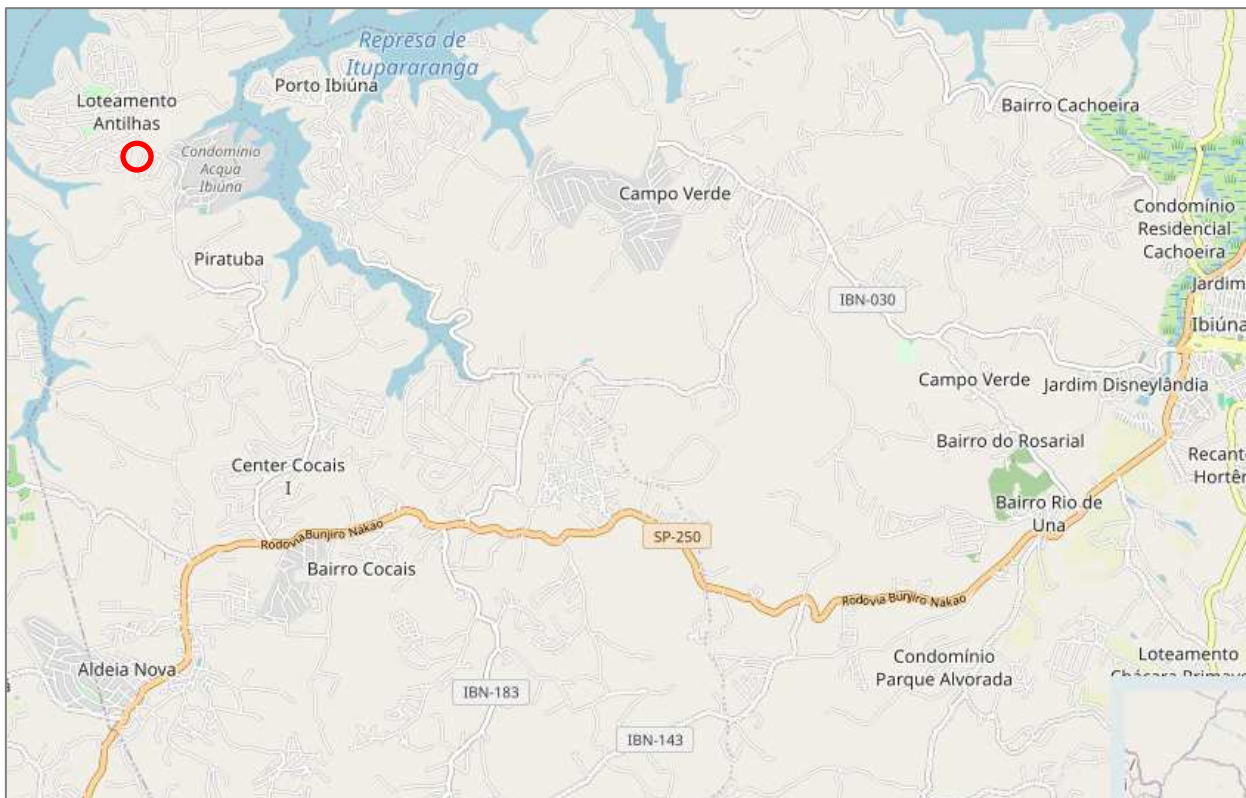 Represa de
Itupararanga
Porto Ibiúna
Loteamento
Antilhas
Bairro Cachoeira
Condomínio
Acqua
Ibiúna
Campo Verde
Condomínio
Residencial
Cachoeira
Piratuba
Jardim
IBN-030
Ibiúna
Campo Verde
Jardim Disneylândia
Bairro do Rosarial
Recanto
Hortên
Center Cocais
I
Bairro Rio de
Una
Rodovia Bunjiro Nakao
SP-250
Bairro Cocais
Rodovia Bunjiro Nakao
Aldeia Nova
Condomínio
Parque Alvorada
Loteamento
IBN-183
IBN-143